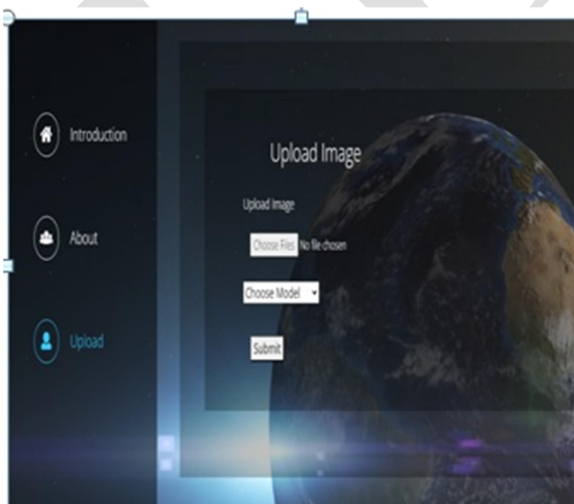 Introduction
About
Upload
Upload Image
Upload Image
Choose Files No file chosen
Choose Model
Submit